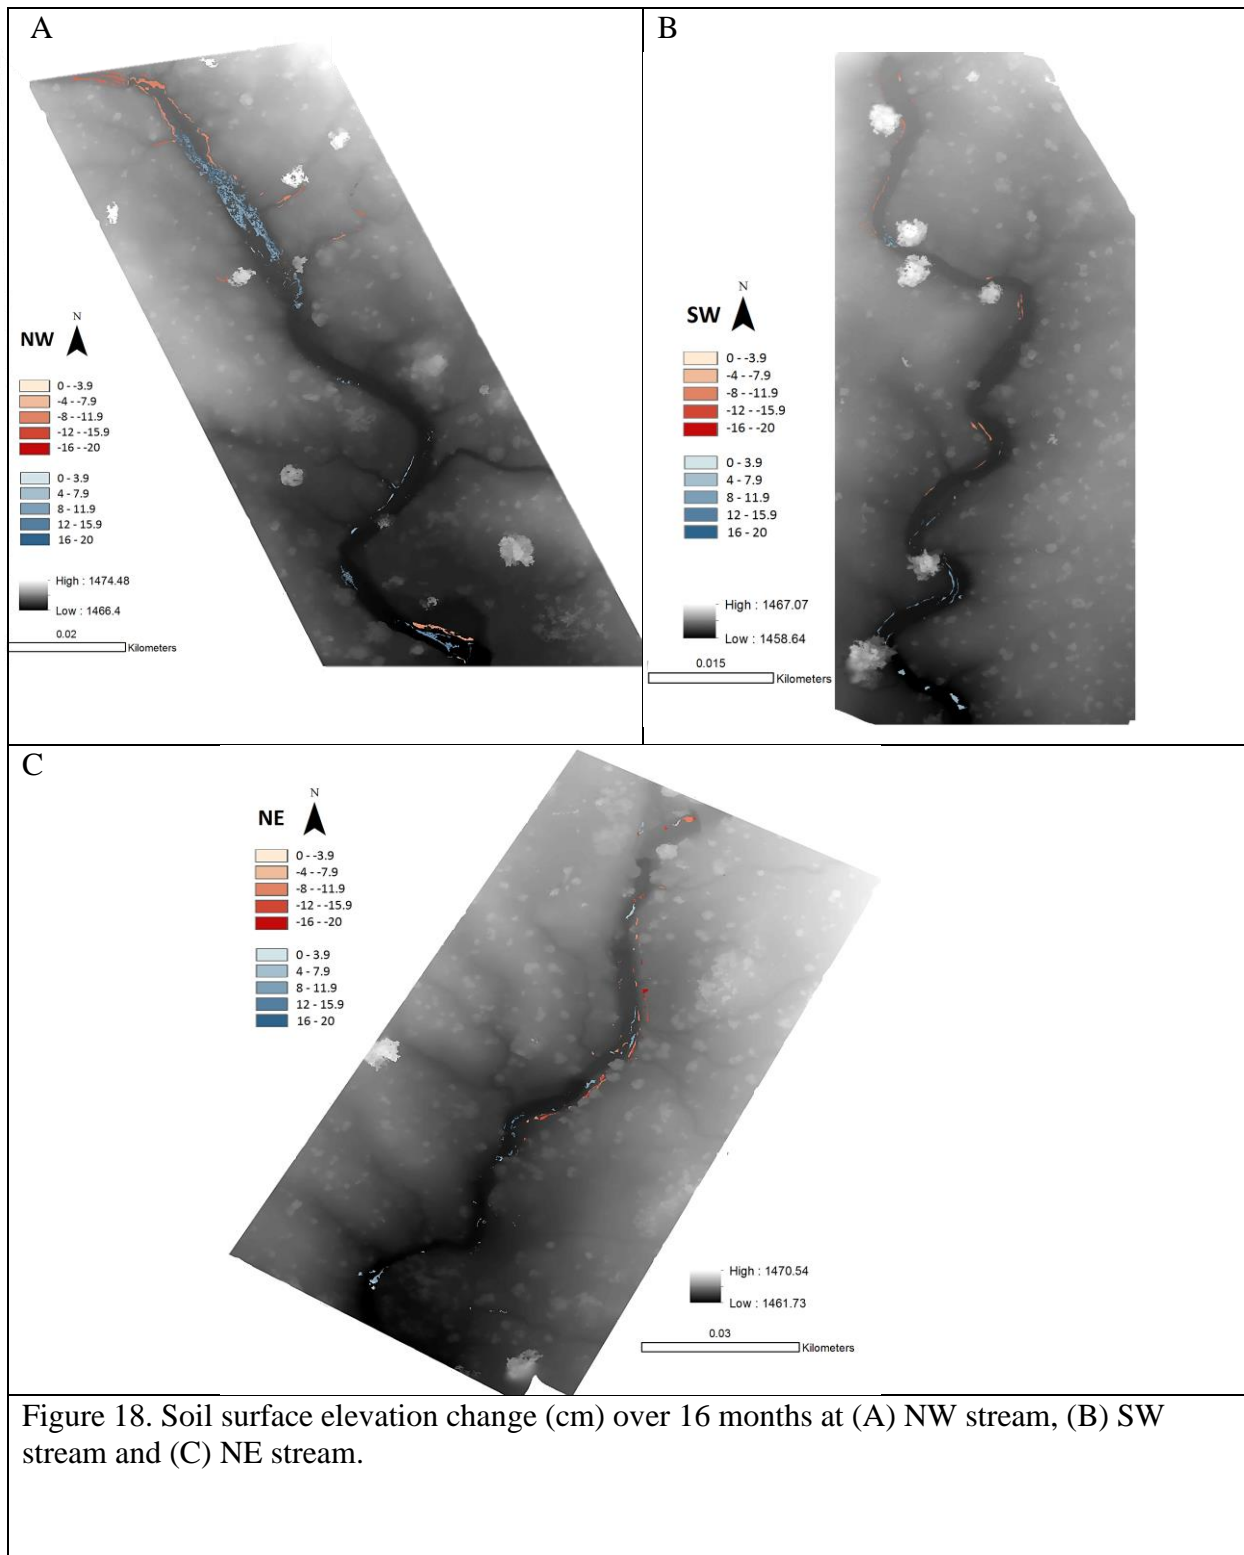 A
N
NW
0 - -3.9
-4 - -7.9
-8 - -11.9
-12 - -15.9
-16 - -20
0 - 3.9
4 - 7.9
8 - 11.9
12 - 15.9
16 - 20
High : 1474.48
Low : 1466.4
0.02
Kilometers
B
N
SW
0 - -3.9
-4 - -7.9
-8 - -11.9
-12 - -15.9
-16 - -20
0 - 3.9
4 - 7.9
8 - 11.9
12 - 15.9
16 - 20
High : 1467.07
Low : 1458.64
0.015
Kilometers
C
N
NE
0 - -3.9
-4 - -7.9
-8 - -11.9
-12 - -15.9
-16 - -20
0 - 3.9
4 - 7.9
8 - 11.9
12 - 15.9
16 - 20
High : 1470.54
Low : 1461.73
0.03
Kilometers
Figure 18. Soil surface elevation change (cm) over 16 months at (A) NW stream, (B) SW
stream and (C) NE stream.